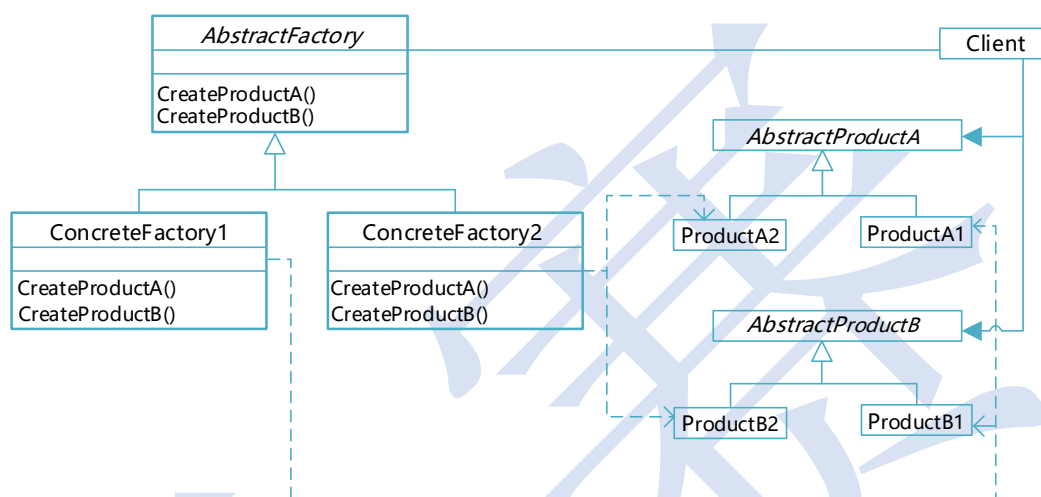 AbstractFactory
Client
CreateProductA()
CreateProductB()
AbstractProductA
ConcreteFactory1
ConcreteFactory2
ProductA2
ProductA1
CreateProductA()
CreateProductB()
CreateProductA()
CreateProductB()
AbstractProductB
ProductB2
ProductB1